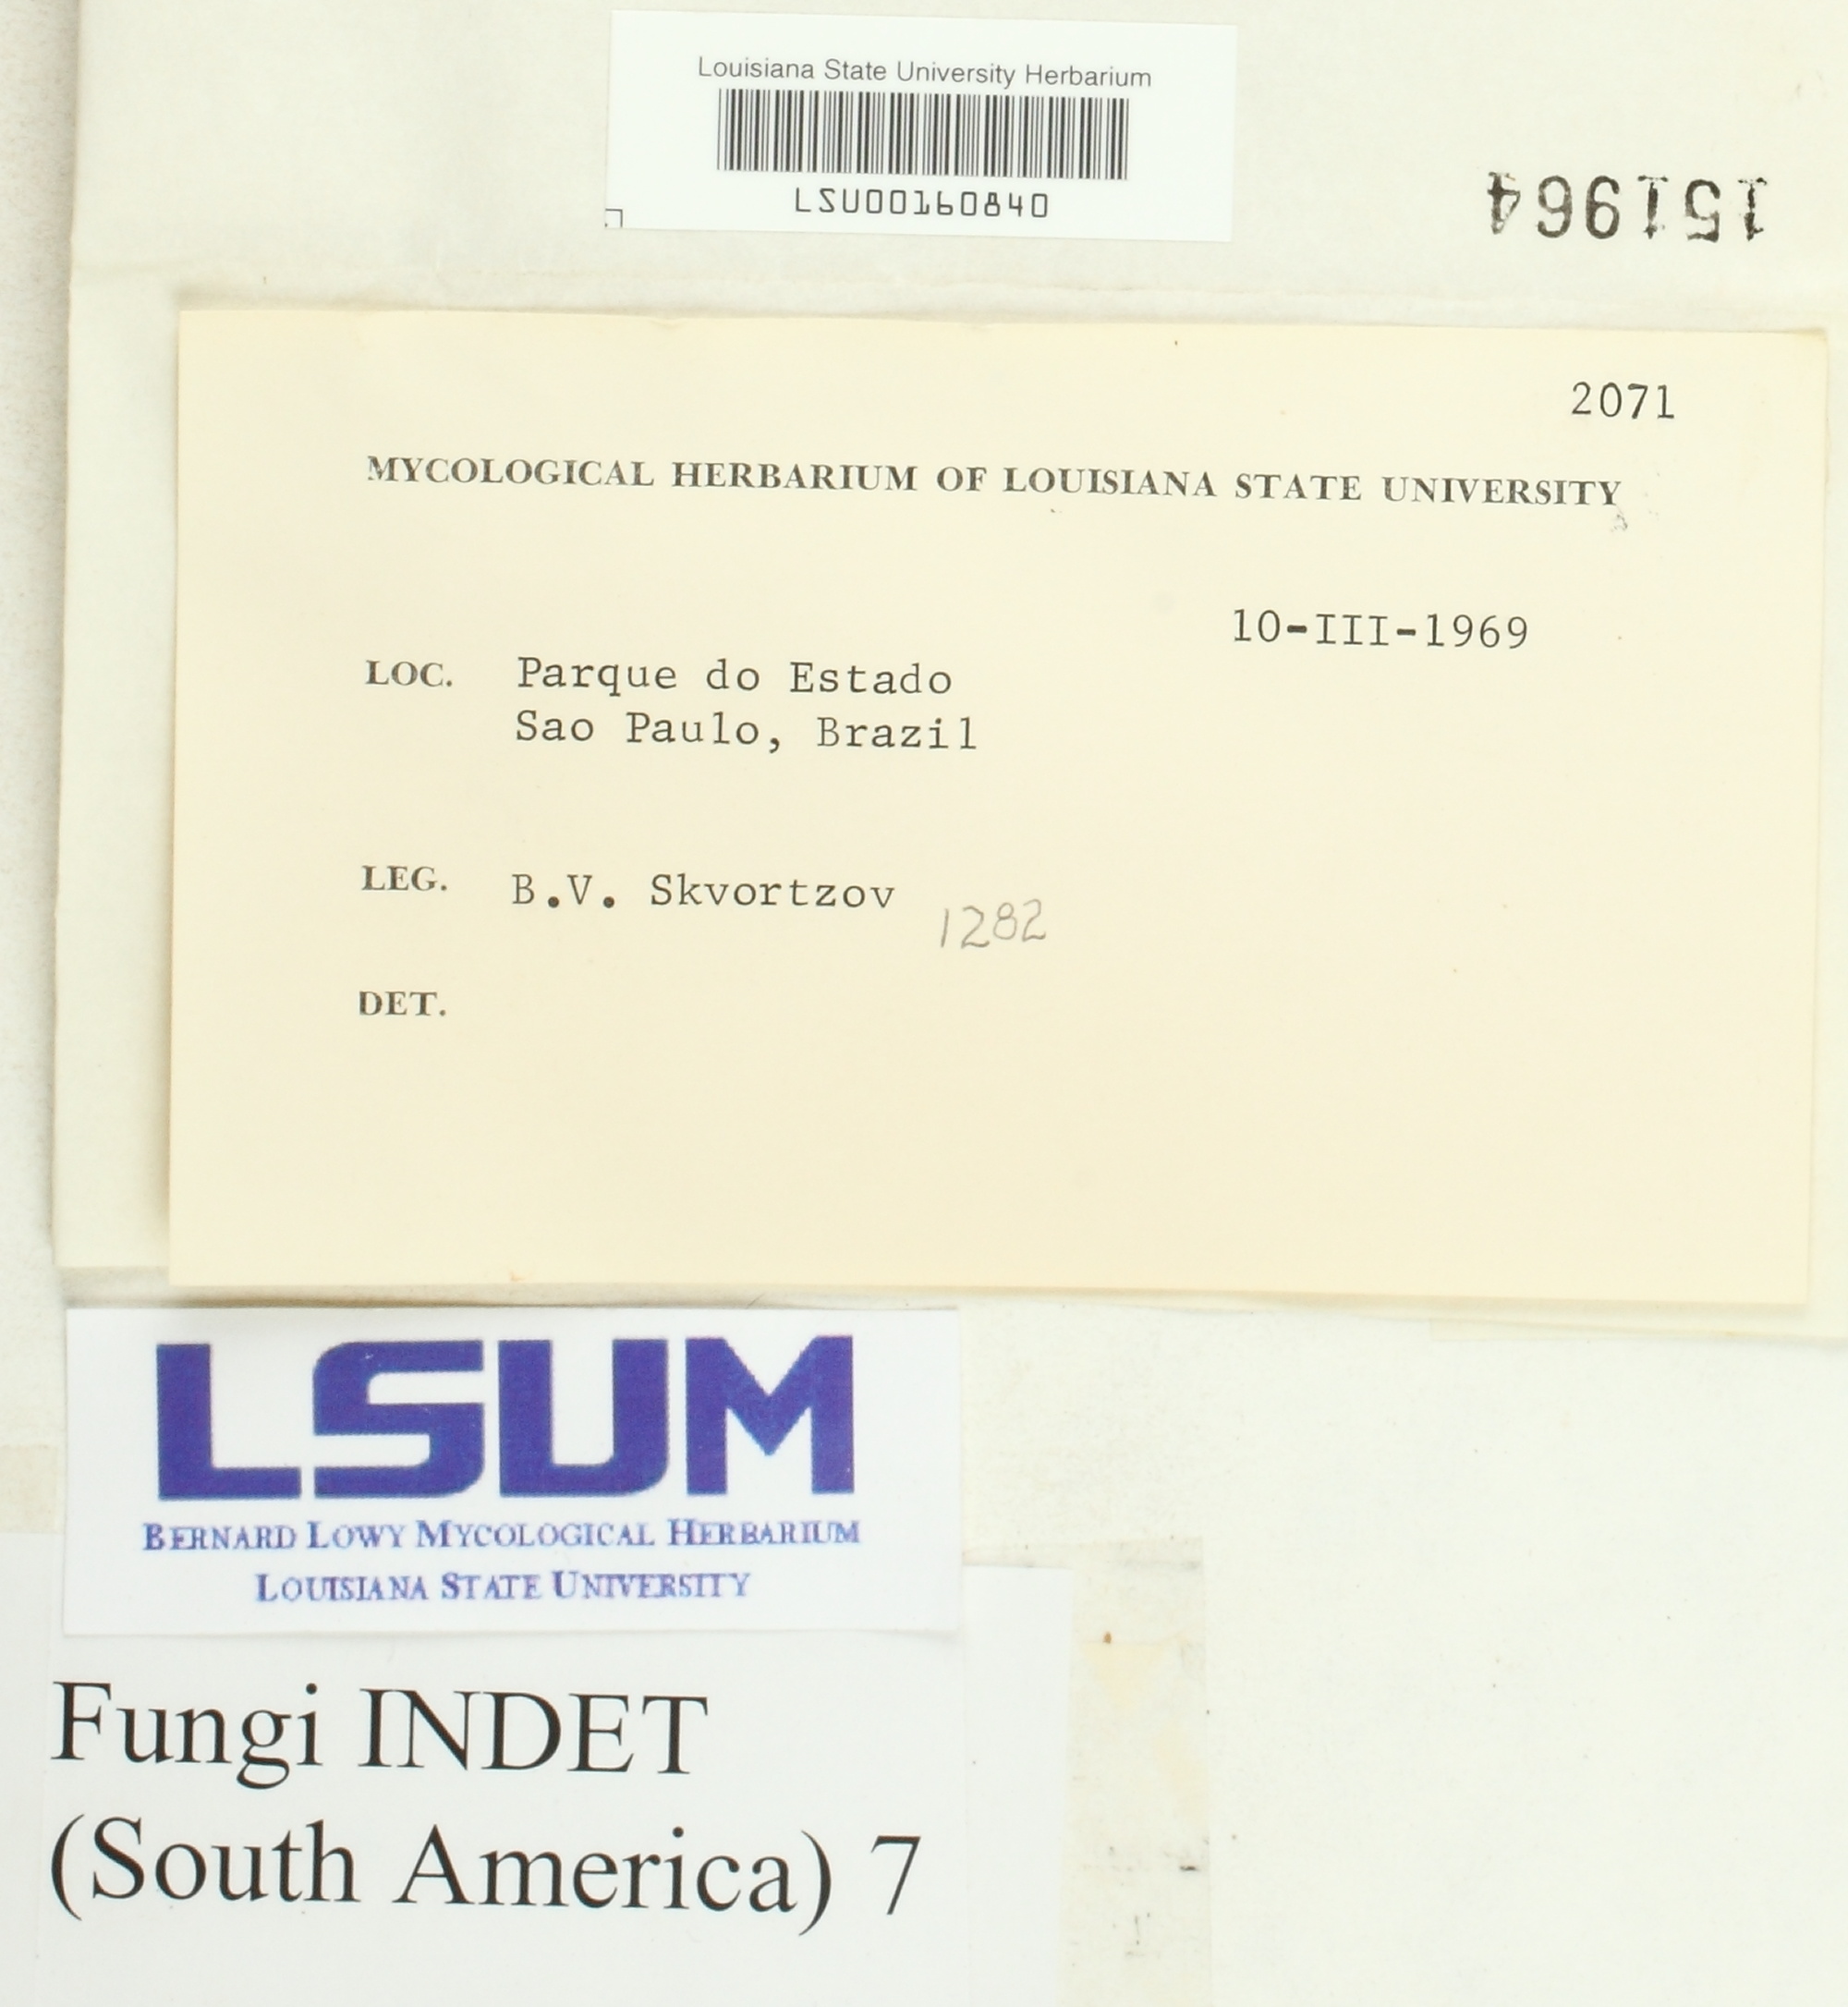 Louisiana State University Herbarium
LSU00160840
151964
2071
MYCOLOGICAL HERBARIUM OF LOUISIANA STATE UNIVERSITY
10-III-1969
LOC. Parque do Estado
Sao Paulo, Brazil
LEG. B.V. Skvortzov 1282
DET.
LSUM
BERNARD LOWY MYCOLOGICAL HERBARIUM
LOUISIANA STATE UNIVERSITY
Fungi INDET
(South America) 7